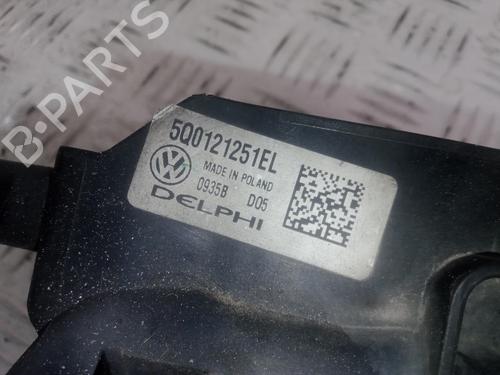 B-PARTS
5Q0121251EL
MADE IN POLAND
0935B D05
DELPHI